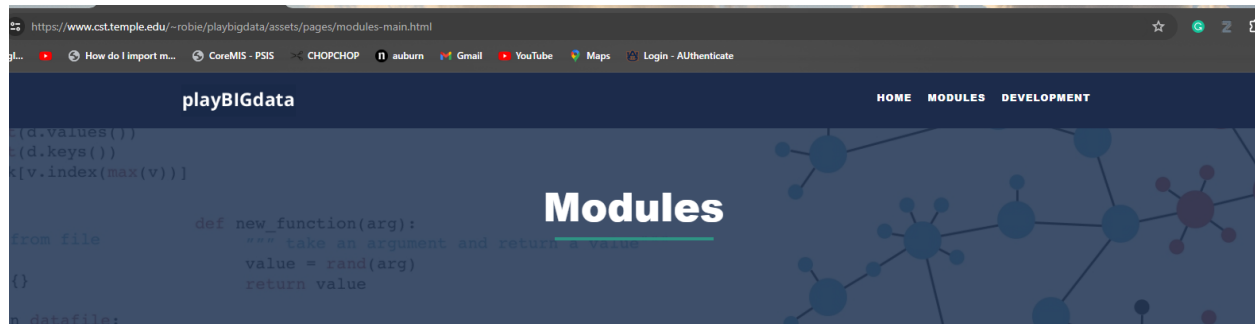 https://www.cst.temple.edu/~robie/playbigdata/assets/pages/modules-main.html
gl... How do I import m... CoreMIS - PSIS CHOPCHOP auburn Gmail YouTube Maps Login - AUthenticate
playBIGdata HOME MODULES DEVELOPMENT
t(d.values())
t(d.keys())
k[v.index(max(v))]
Modules
def new_function(arg):
from file """ take an argument and return a value
value = rand(arg)
{} return value
n datafile: